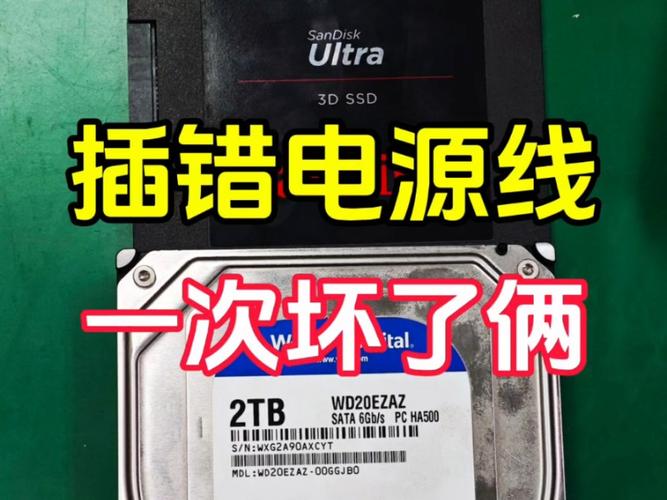 SanDisk
Ultra
3D SSD
插错电源线
一次坏了俩
2TB
WD20EZAZ
SATA 6Gb/s PC HA500
S/N:WXG2A90AXCYT
MDL:WD20EZAZ-00GGJB0